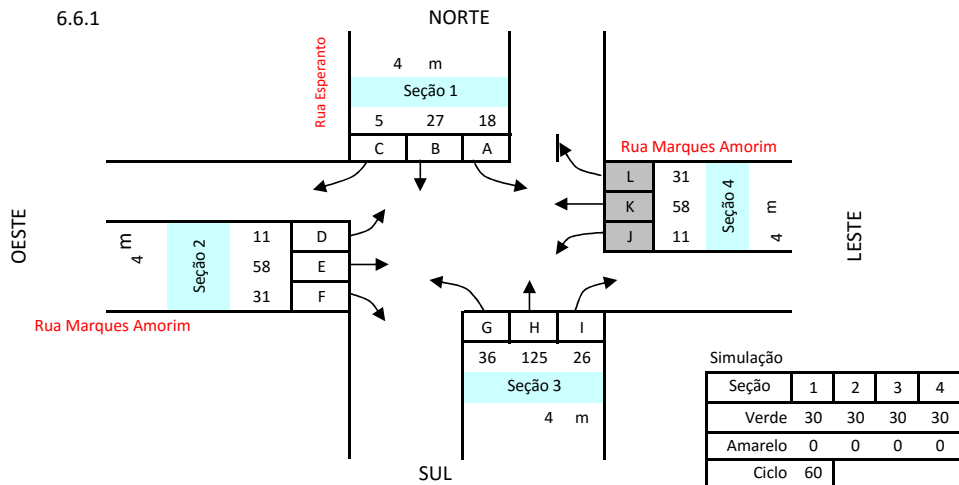 6.6.1
NORTE
Rua Esperanto
4 m
Seção 1
5 27 18
C B A
Rua Marques Amorim
L 31
K 58
J 11
Seção 4
4 m
LESTE
OESTE
4 m
Seção 2
11 D
58 E
31 F
Rua Marques Amorim
G H I
36 125 26
Seção 3
4 m
SUL
Simulação
Seção 1 2 3 4
Verde 30 30 30 30
Amarelo 0 0 0 0
Ciclo 60